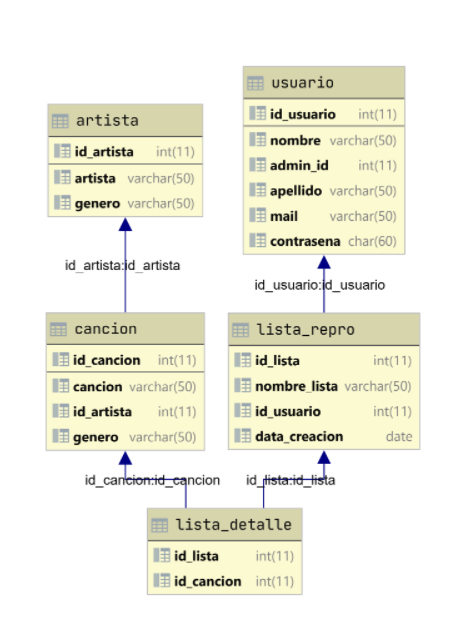 usuario
id_usuario int(11)
nombre varchar(50)
admin_id int(11)
apellido varchar(50)
mail varchar(50)
contrasena char(60)
artista
id_artista int(11)
artista varchar(50)
genero varchar(50)
id_artista:id_artista
id_usuario:id_usuario
cancion
id_cancion int(11)
cancion varchar(50)
id_artista int(11)
genero varchar(50)
lista_repro
id_lista int(11)
nombre_lista varchar(50)
id_usuario int(11)
data_creacion date
id_cancion:id_cancion
id_lista:id_lista
lista_detalle
id_lista int(11)
id_cancion int(11)